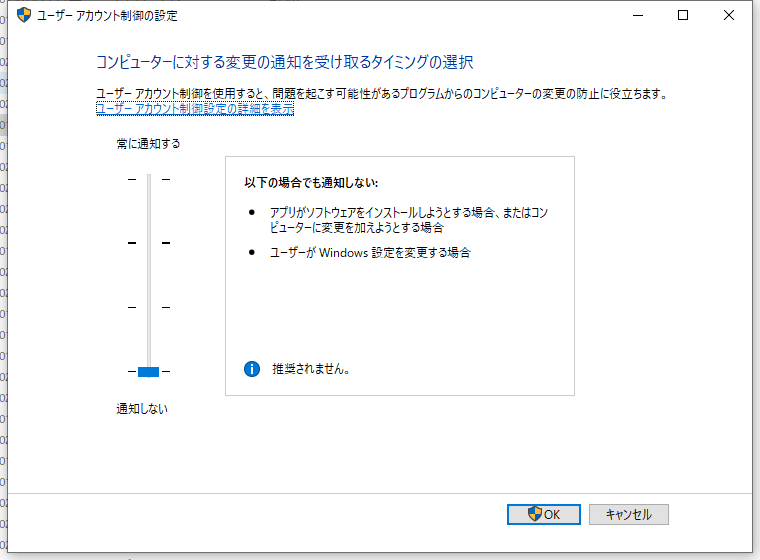 ユーザー アカウント制御の設定
コンピューターに対する変更の通知を受け取るタイミングの選択
ユーザー アカウント制御を使用すると、問題を起こす可能性があるプログラムからのコンピューターの変更の防止に役立ちます。
ユーザー アカウント制御設定の詳細を表示
常に通知する
以下の場合でも通知しない:
● アプリがソフトウェアをインストールしようとする場合、またはコン
ピューターに変更を加えようとする場合
● ユーザーが Windows 設定を変更する場合
推奨されません。
通知しない
OK
キャンセル